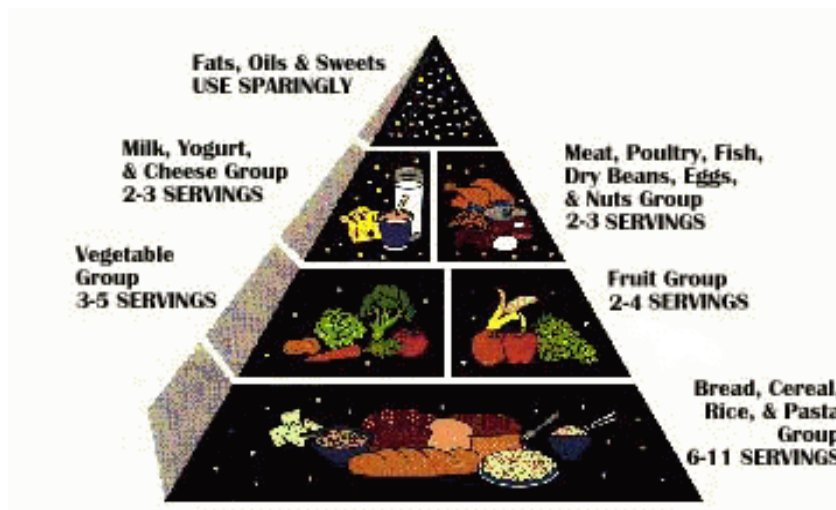 Fats, Oils & Sweets
USE SPARINGLY
Milk, Yogurt,
& Cheese Group
2-3 SERVINGS
Meat, Poultry, Fish,
Dry Beans, Eggs,
& Nuts Group
2-3 SERVINGS
Vegetable
Group
3-5 SERVINGS
Fruit Group
2-4 SERVINGS
Bread, Cereal,
Rice, & Pasta
Group
6-11 SERVINGS